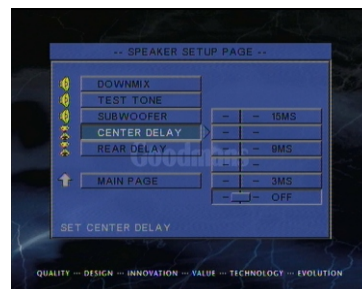 -- SPEAKER SETUP PAGE --
DOWNMIX
TEST TONE
SUBWOOFER
CENTER DELAY
REAR DELAY
MAIN PAGE
- - 15MS
- -
- - 9MS
- -
- - 3MS
- - OFF
Goodmans
SET CENTER DELAY
QUALITY ··· DESIGN ··· INNOVATION ··· VALUE ··· TECHNOLOGY ··· EVOLUTION